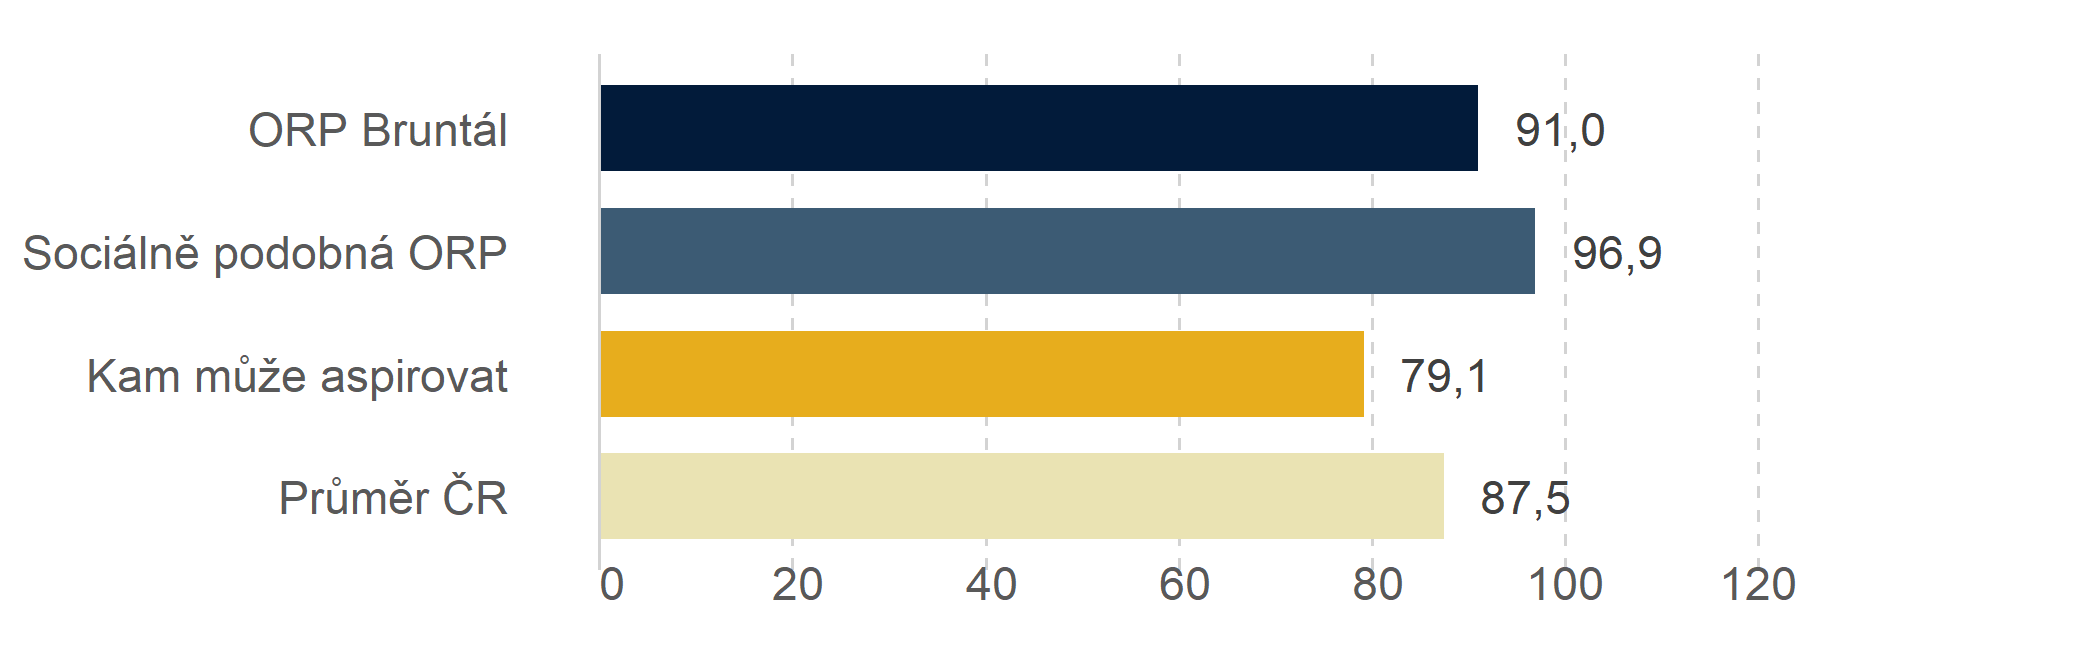 ORP Bruntál
91,0
Sociálně podobná ORP
96,9
Kam může aspirovat
79,1
Průměr ČR
87,5
0 20 40 60 80 100 120